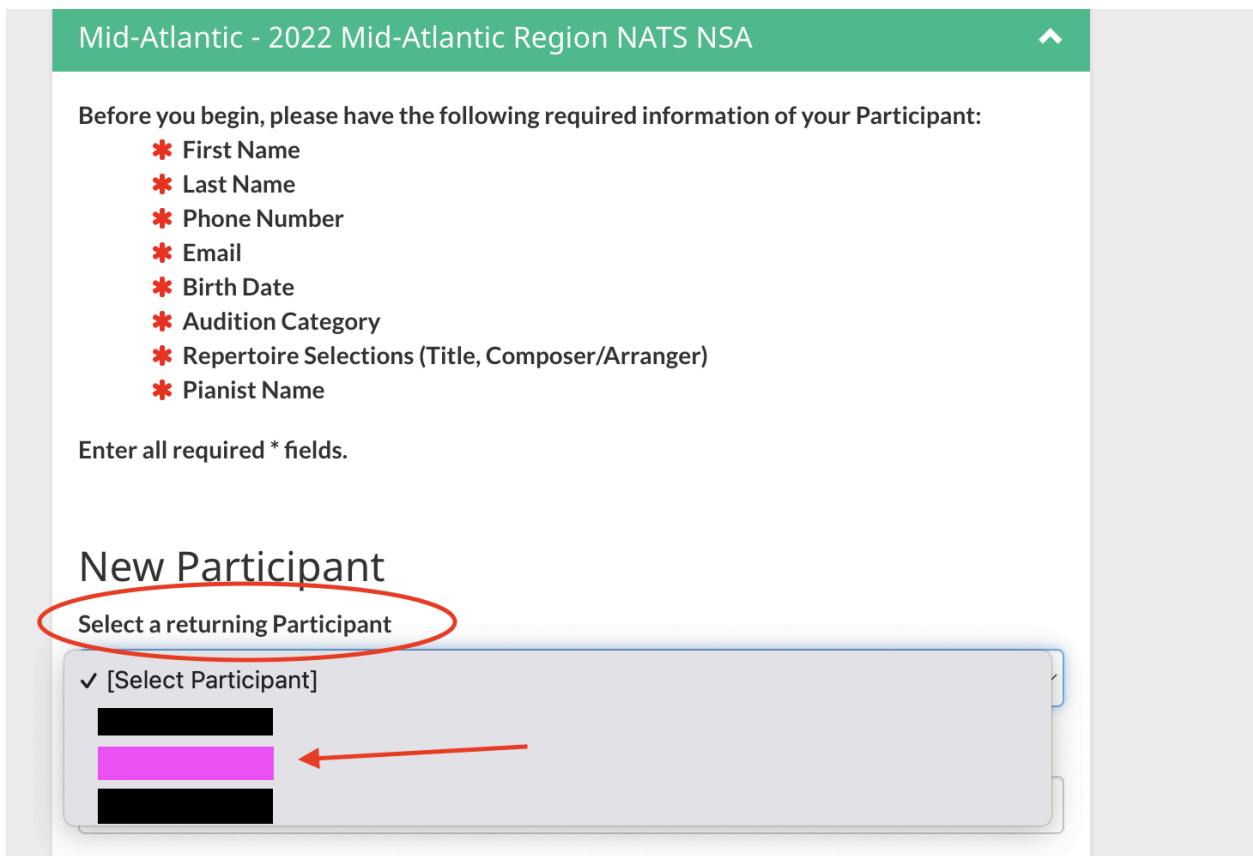 Mid-Atlantic - 2022 Mid-Atlantic Region NATS NSA
Before you begin, please have the following required information of your Participant:
✱ First Name
✱ Last Name
✱ Phone Number
✱ Email
✱ Birth Date
✱ Audition Category
✱ Repertoire Selections (Title, Composer/Arranger)
✱ Pianist Name
Enter all required * fields.
New Participant
Select a returning Participant
✓ [Select Participant]